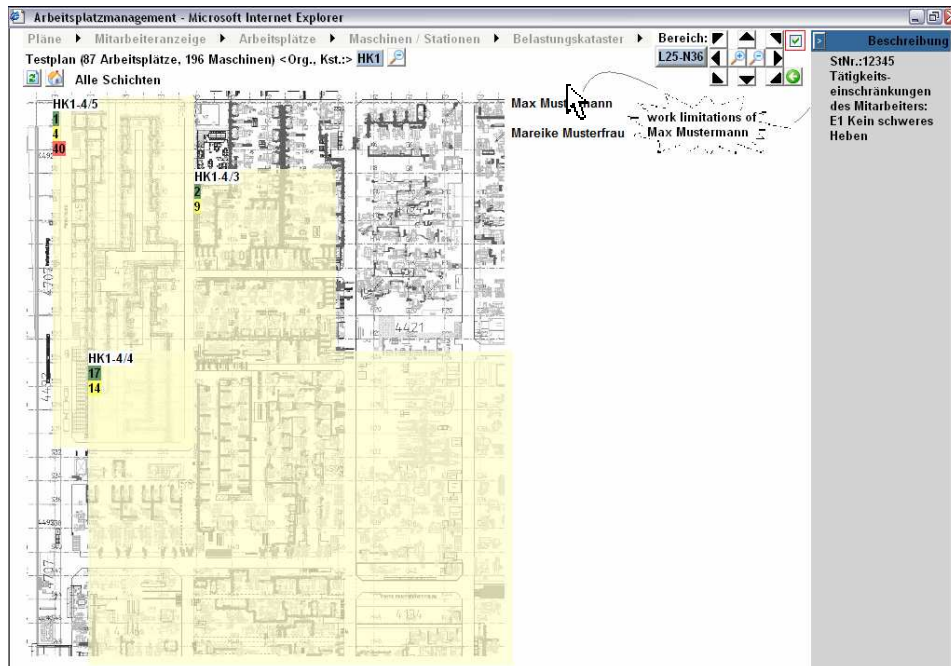 Arbeitsplatzmanagement - Microsoft Internet Explorer
Pläne Mitarbeiteranzeige Arbeitsplätze Maschinen / Stationen Belastungskataster Bereich:
Testplan (87 Arbeitsplätze, 196 Maschinen) <Org., Kst.:> HK1
L25-N36
Alle Schichten
HK1-4/5
1
4
40
HK1-4/3
2
9
HK1-4/4
17
14
4707
4421
4707
4184
Max Mustermann
Mareike Musterfrau
work limitations of
Max Mustermann
Beschreibung
StNr.:12345
Tätigkeits-
einschränkungen
des Mitarbeiters:
E1 Kein schweres
Heben